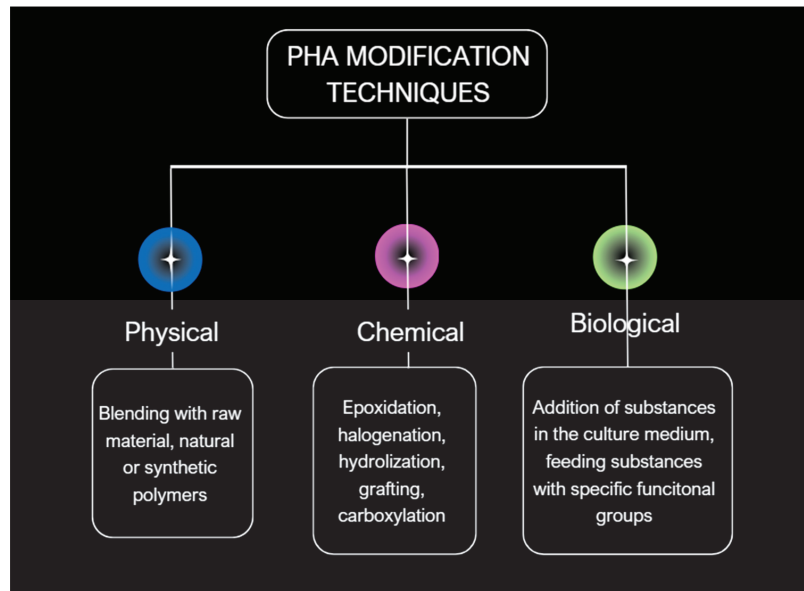 PHA MODIFICATION
TECHNIQUES
Physical
Chemical
Biological
Blending with raw
material, natural
or synthetic
polymers
Epoxidation,
halogenation,
hydrolization,
grafting,
carboxylation
Addition of substances
in the culture medium,
feeding substances
with specific funcitonal
groups